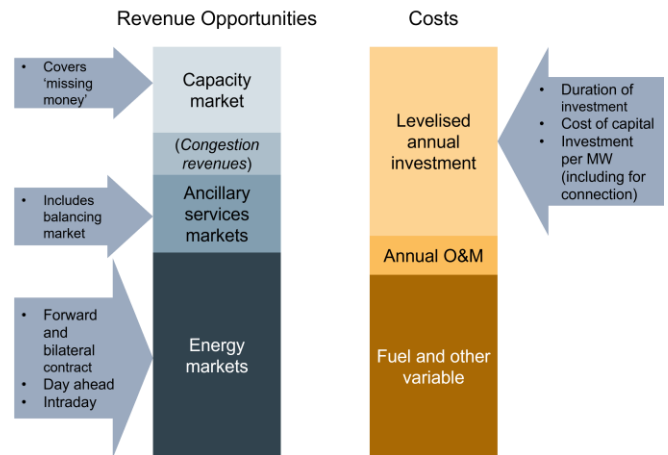 Revenue Opportunities
Costs
• Covers
‘missing
money’
Capacity
market
(Congestion
revenues)
• Includes
balancing
market
Ancillary
services
markets
• Forward
and
bilateral
contract
• Day ahead
• Intraday
Energy
markets
Levelised
annual
investment
• Duration of
investment
• Cost of capital
• Investment
per MW
(including for
connection)
Annual O&M
Fuel and other
variable